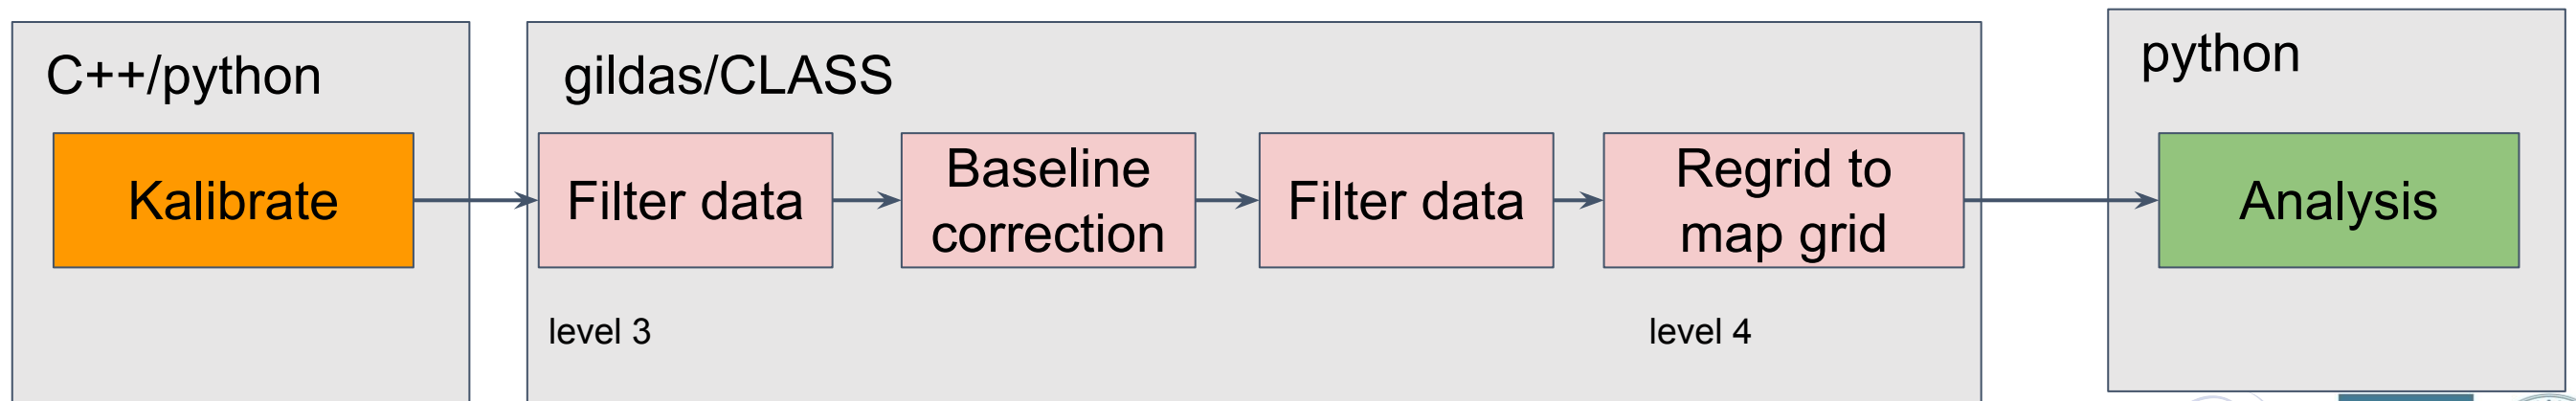 C++/python
Kalibrate
gildas/CLASS
Filter data
Baseline
correction
Filter data
Regrid to
map grid
level 3
level 4
python
Analysis